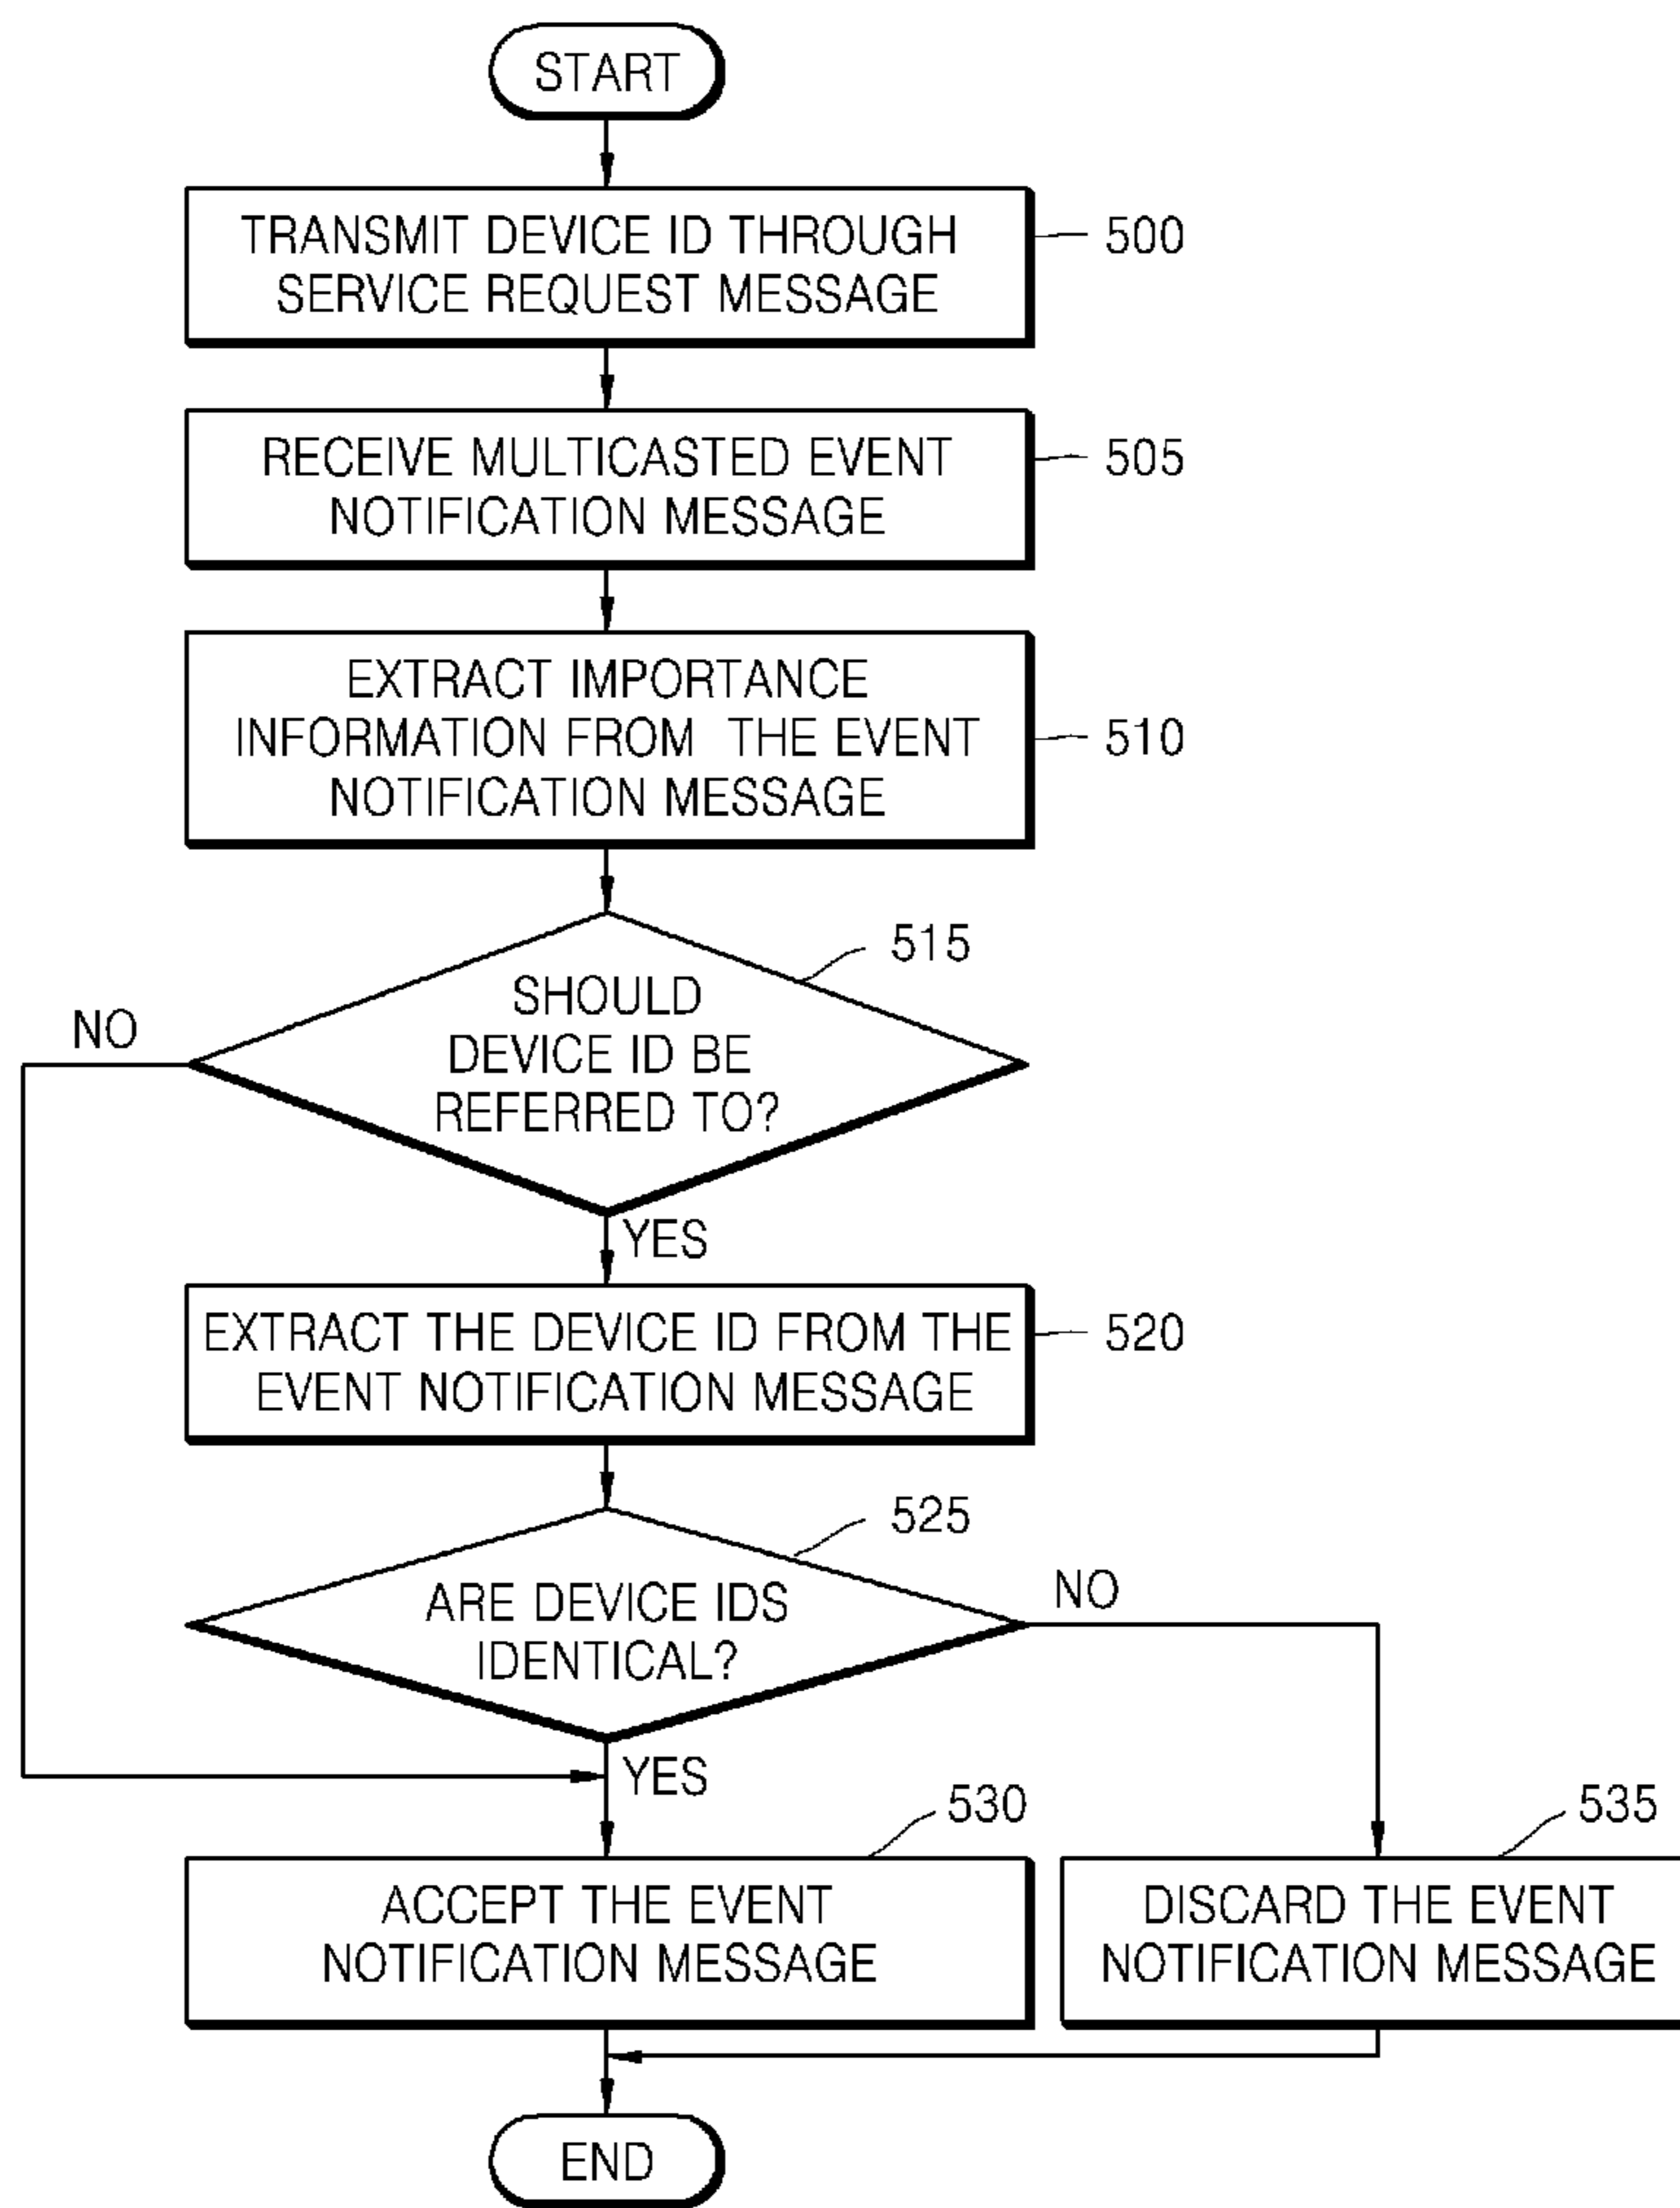 START
TRANSMIT DEVICE ID THROUGH
SERVICE REQUEST MESSAGE
500
RECEIVE MULTICASTED EVENT
NOTIFICATION MESSAGE
505
EXTRACT IMPORTANCE
INFORMATION FROM THE EVENT
NOTIFICATION MESSAGE
510
515
SHOULD
DEVICE ID BE
REFERRED TO?
NO
YES
EXTRACT THE DEVICE ID FROM THE
EVENT NOTIFICATION MESSAGE
520
525
ARE DEVICE IDS
IDENTICAL?
NO
YES
530
ACCEPT THE EVENT
NOTIFICATION MESSAGE
535
DISCARD THE EVENT
NOTIFICATION MESSAGE
END